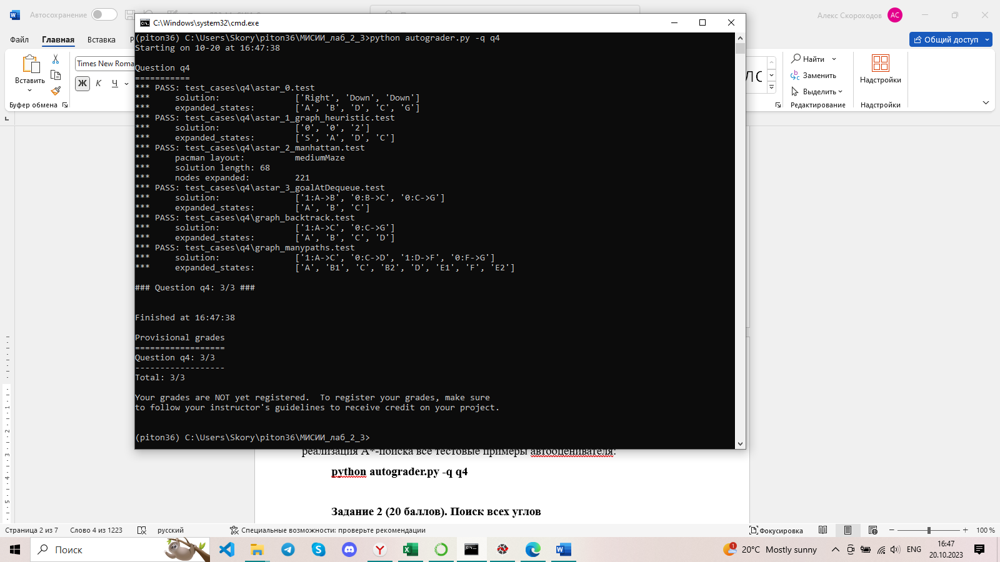 Автосохранение
Алекс Скороходов
АС
C:\Windows\system32\cmd.exe
Файл
Главная
Вставка
Общий доступ
Вставить
Буфер обмена
Times New Roma
Ж К Ч
Найти
Заменить
Выделить
Редактирование
Надстройки
Надстройки
(piton36) C:\Users\Skory\piton36\МИСИИ_лаб_2_3>python autograder.py -q q4
Starting on 10-20 at 16:47:38
Question q4
===========
*** PASS: test_cases\q4\astar_0.test
***     solution:               ['Right', 'Down', 'Down']
***     expanded_states:        ['A', 'B', 'D', 'C', 'G']
*** PASS: test_cases\q4\astar_1_graph_heuristic.test
***     solution:               ['0', '0', '2']
***     expanded_states:        ['S', 'A', 'D', 'C']
*** PASS: test_cases\q4\astar_2_manhattan.test
***     pacman layout:          mediumMaze
***     solution length: 68
***     nodes expanded:         221
*** PASS: test_cases\q4\astar_3_goalAtDequeue.test
***     solution:               ['1:A->B', '0:B->C', '0:C->G']
***     expanded_states:        ['A', 'B', 'C']
*** PASS: test_cases\q4\graph_backtrack.test
***     solution:               ['1:A->C', '0:C->G']
***     expanded_states:        ['A', 'B', 'C', 'D']
*** PASS: test_cases\q4\graph_manypaths.test
***     solution:               ['1:A->C', '0:C->D', '1:D->F', '0:F->G']
***     expanded_states:        ['A', 'B1', 'C', 'B2', 'D', 'E1', 'F', 'E2']
### Question q4: 3/3 ###
Finished at 16:47:38
Provisional grades
==================
Question q4: 3/3
------------------
Total: 3/3
Your grades are NOT yet registered.  To register your grades, make sure
to follow your instructor's guidelines to receive credit on your project.
(piton36) C:\Users\Skory\piton36\МИСИИ_лаб_2_3>
реализация А*-поиска все тестовые примеры автооценивателя:
python autograder.py -q q4
Задание 2 (20 баллов). Поиск всех углов
Страница 2 из 7
Слово 4 из 1223
русский
Специальные возможности: проверьте рекомендации
Фокусировка
100 %
Поиск
1
20°C Mostly sunny
ENG
16:47
20.10.2023